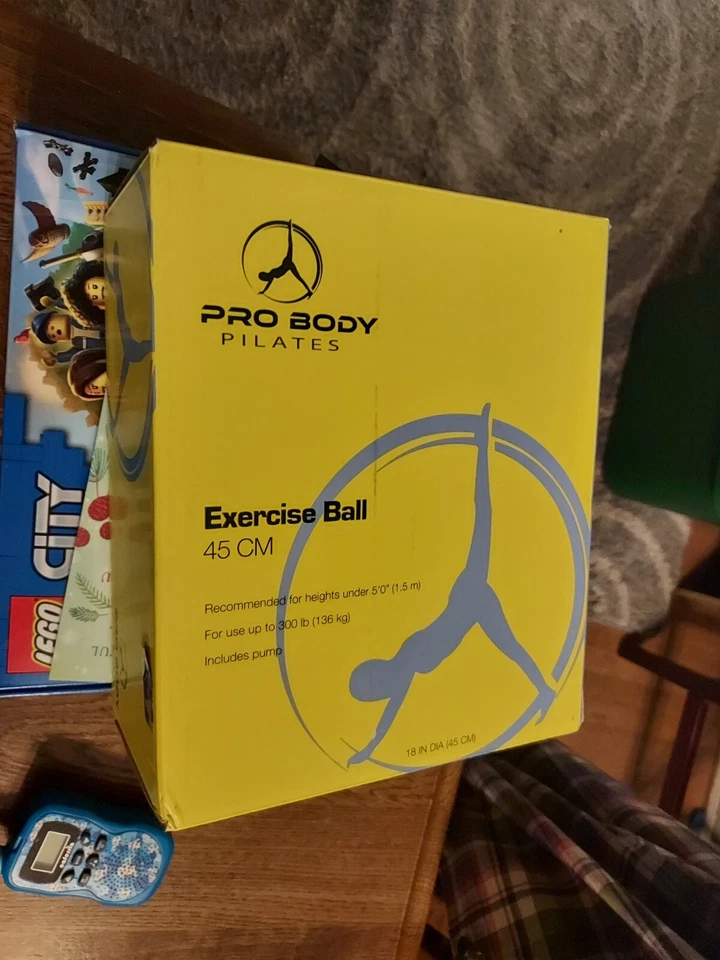 PRO BODY
PILATES
Exercise Ball
45 CM
Recommended for heights under 5'0" (1.5 m)
For use up to 300 lb (136 kg)
Includes pump
18 IN DIA (45 CM)
LEGO
CITY